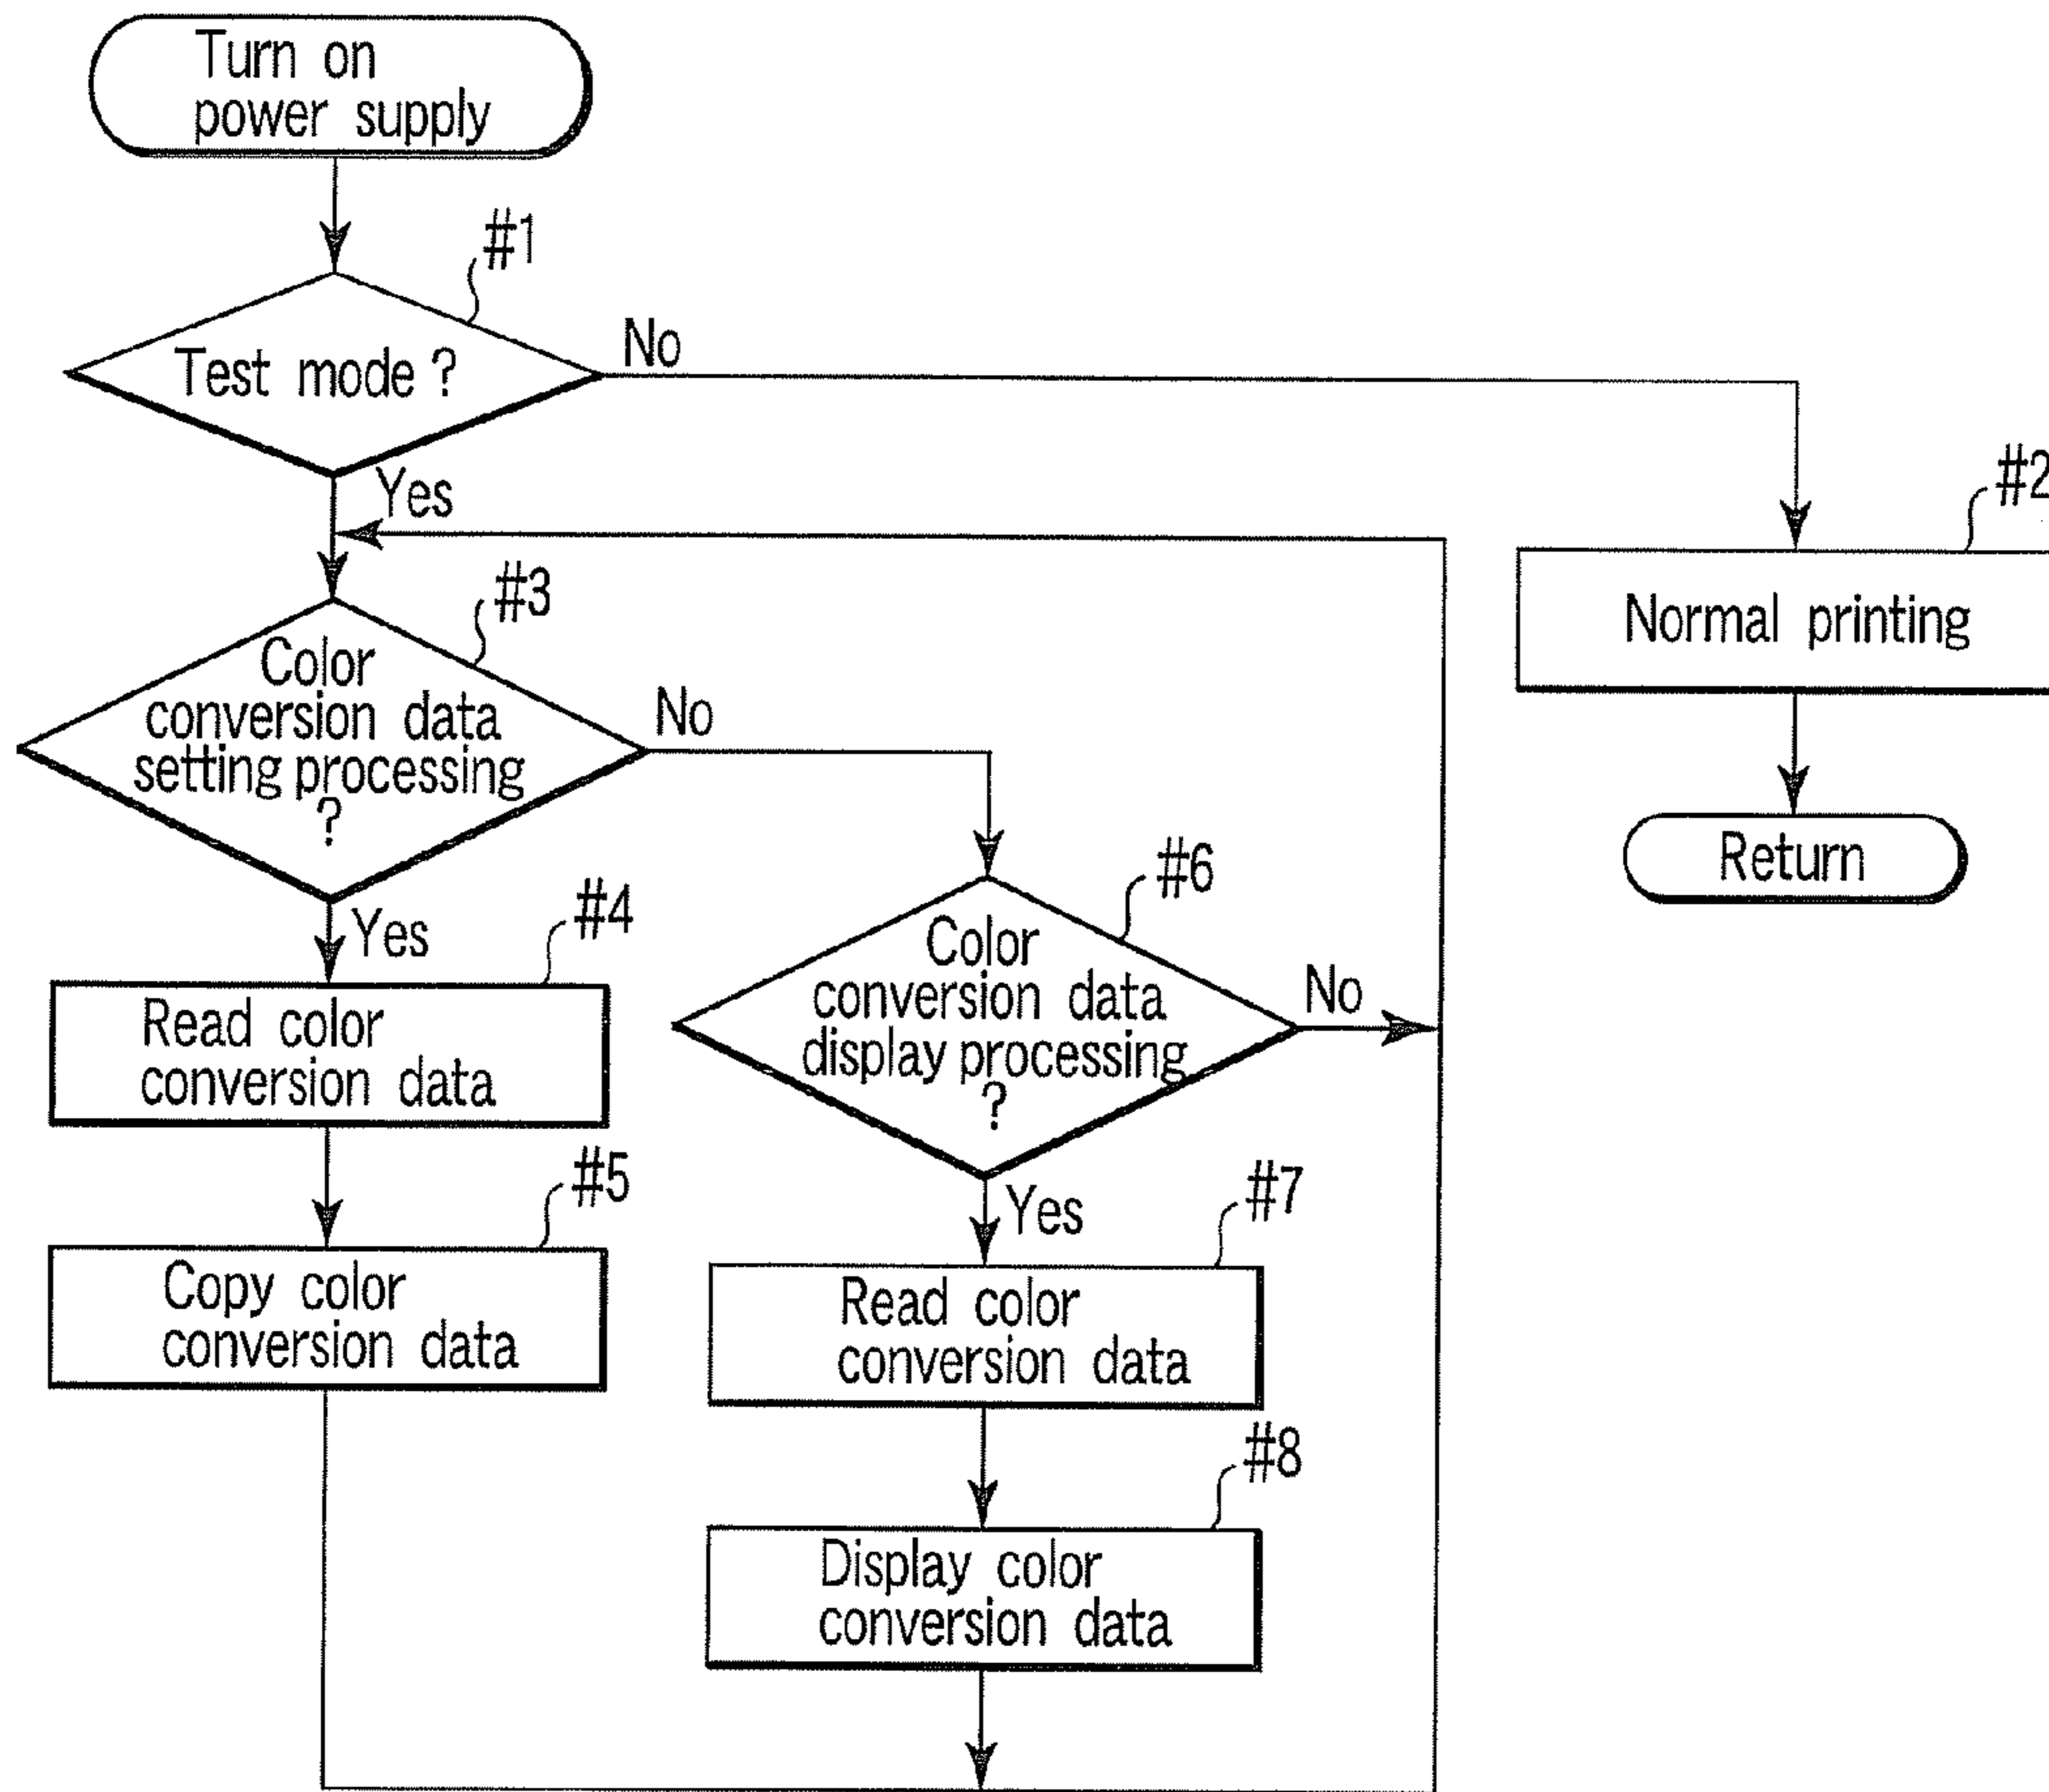 Turn on
power supply
#1
Test mode ?
No
Yes
#2
Normal printing
Return
#3
Color
conversion data
setting processing
?
No
Yes
#4
Read color
conversion data
#5
Copy color
conversion data
#6
Color
conversion data
display processing
?
No
Yes
#7
Read color
conversion data
#8
Display color
conversion data